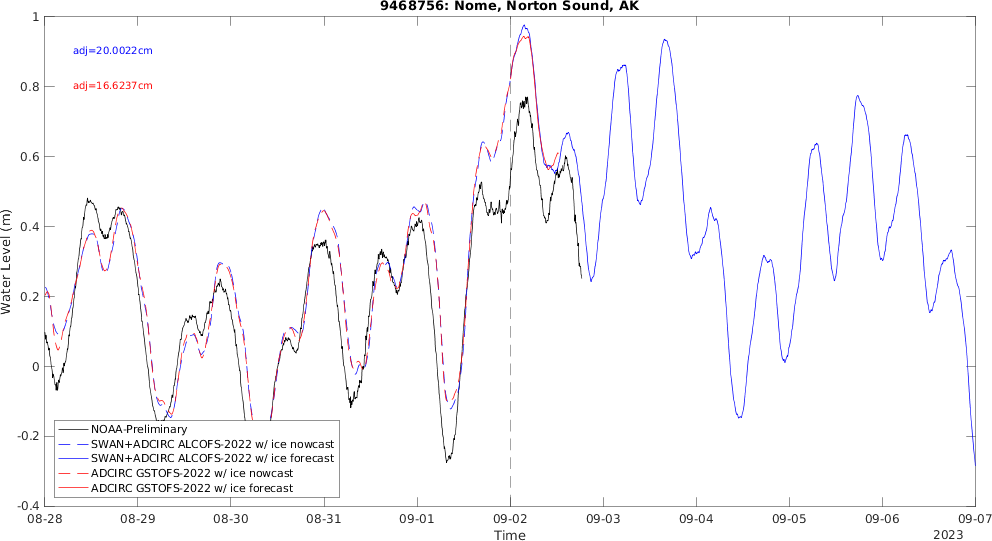 9468756: Nome, Norton Sound, AK
adj=20.0022cm
adj=16.6237cm
Water Level (m)
1
0.8
0.6
0.4
0.2
0
-0.2
-0.4
NOAA-Preliminary
SWAN+ADCIRC ALCOFS-2022 w/ ice nowcast
SWAN+ADCIRC ALCOFS-2022 w/ ice forecast
ADCIRC GSTOFS-2022 w/ ice nowcast
ADCIRC GSTOFS-2022 w/ ice forecast
08-28 08-29 08-30 08-31 09-01 09-02 09-03 09-04 09-05 09-06 09-07
Time
2023